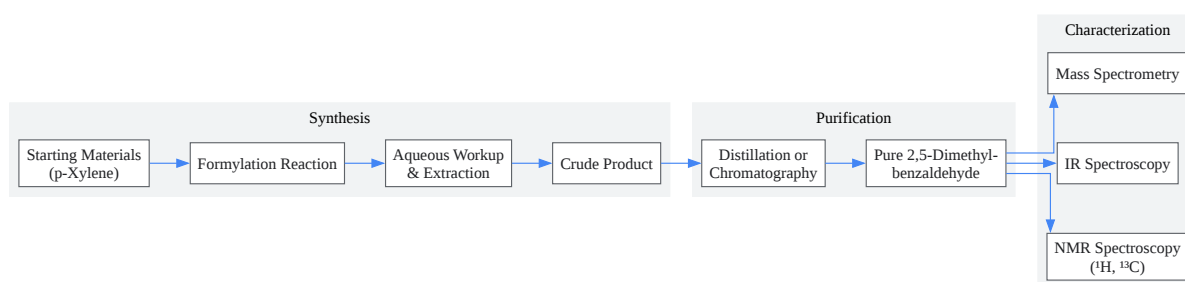 Synthesis
Starting Materials
(p-Xylene)
Formylation Reaction
Aqueous Workup
& Extraction
Crude Product
Purification
Distillation or
Chromatography
Pure 2,5-Dimethyl-
benzaldehyde
Characterization
Mass Spectrometry
IR Spectroscopy
NMR Spectroscopy
(¹H, ¹³C)